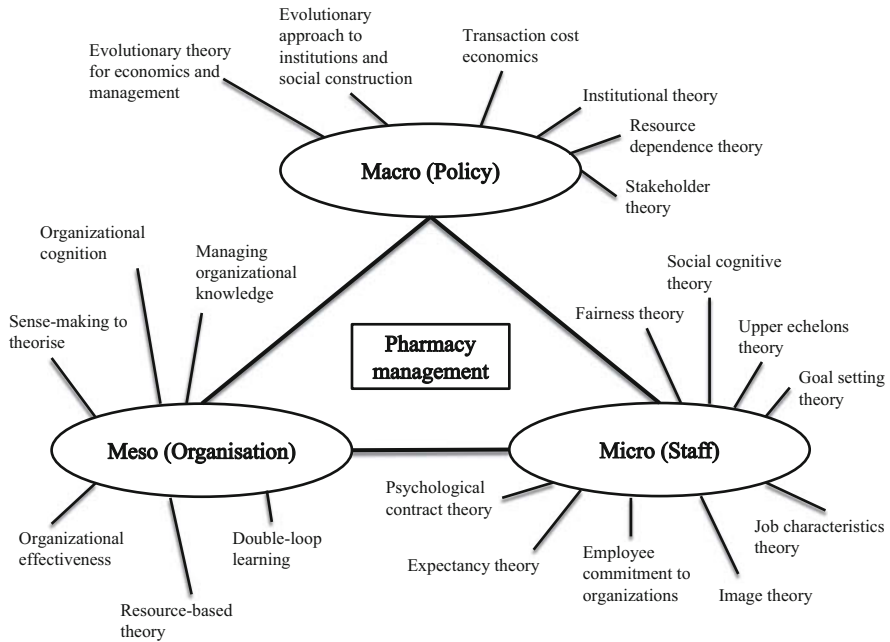 Evolutionary theory
for economics and
management
Evolutionary
approach to
institutions and
social construction
Transaction cost
economics
Institutional theory
Resource
dependence theory
Stakeholder
theory
Macro (Policy)
Organizational
cognition
Managing
organizational
knowledge
Sense-making to
theorise
Social cognitive
theory
Fairness theory
Upper echelons
theory
Goal setting
theory
Pharmacy
management
Meso (Organisation)
Micro (Staff)
Organizational
effectiveness
Resource-based
theory
Double-loop
learning
Psychological
contract theory
Expectancy theory
Employee
commitment to
organizations
Image theory
Job characteristics
theory